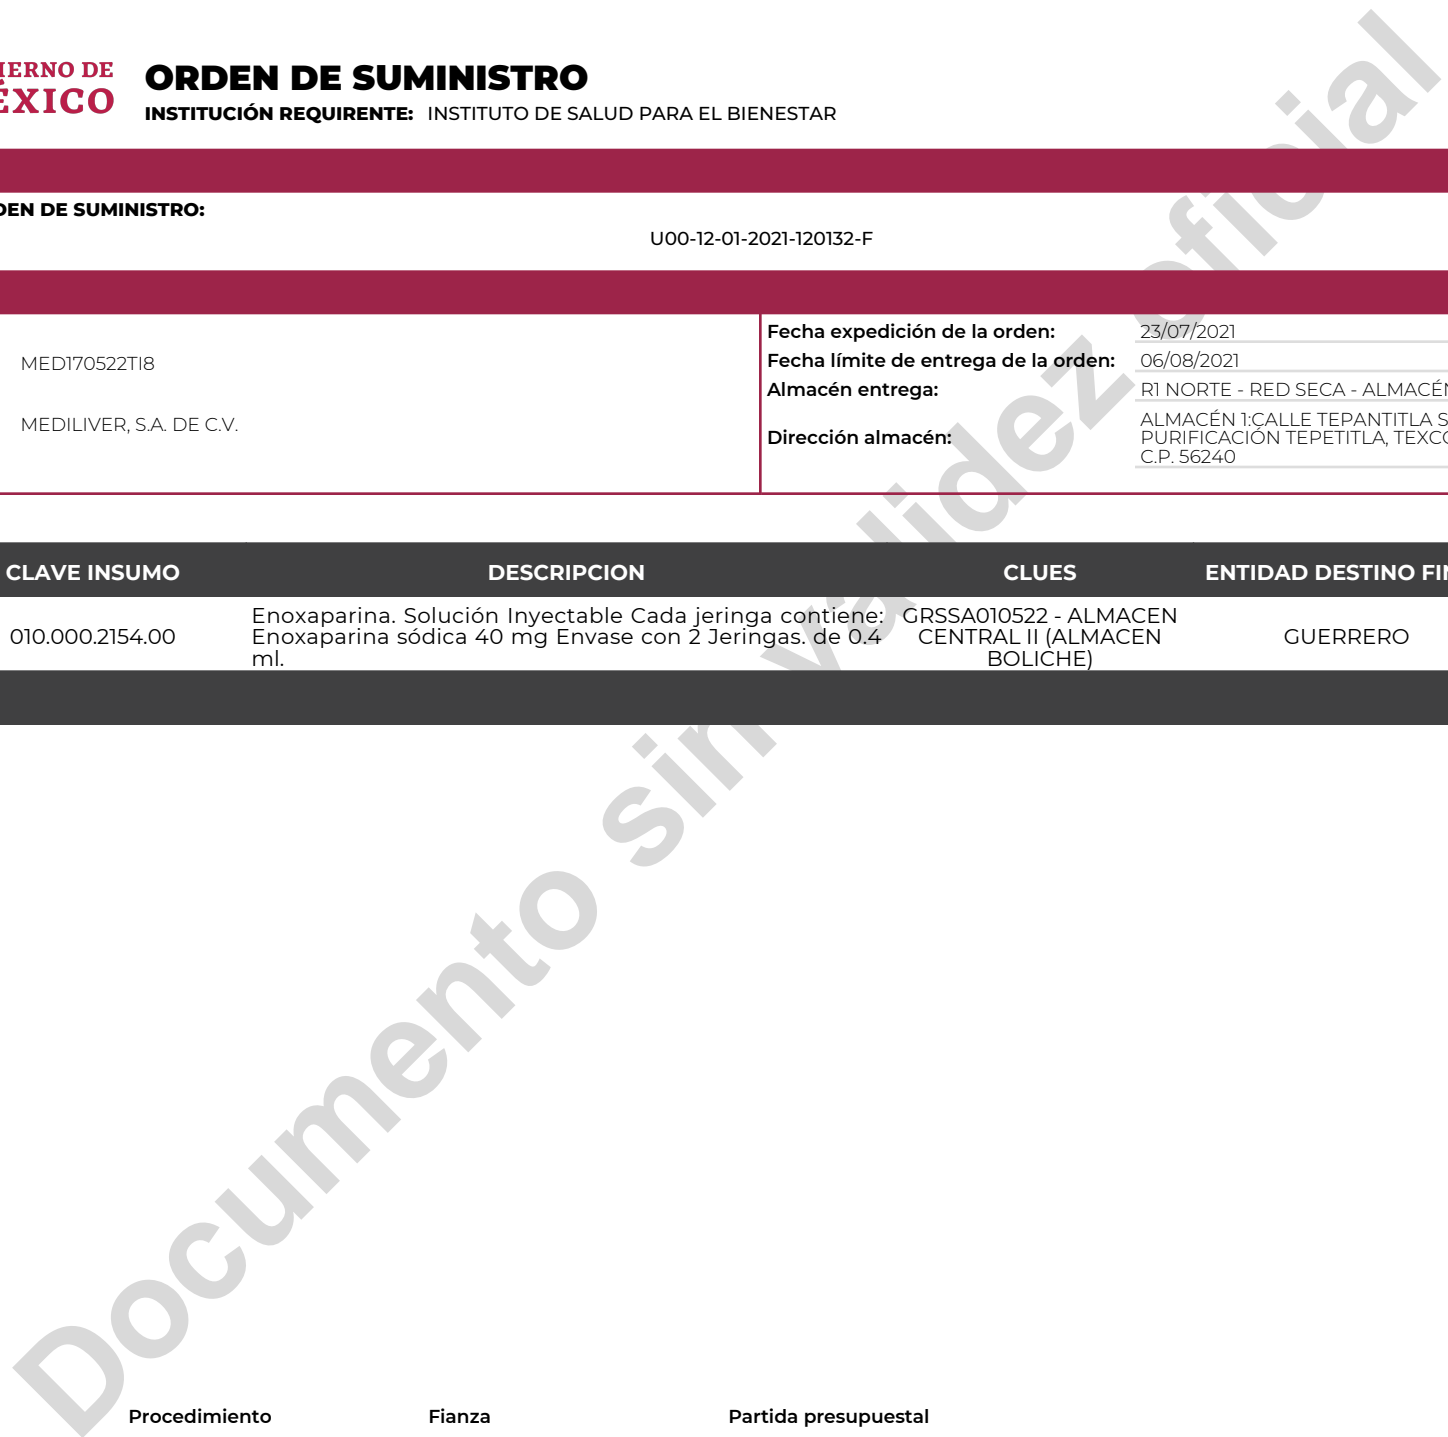 IERNO DE
ÉXICO
ORDEN DE SUMINISTRO
INSTITUCIÓN REQUIRENTE: INSTITUTO DE SALUD PARA EL BIENESTAR
DEN DE SUMINISTRO:
U00-12-01-2021-120132-F
MED170522TI8
MEDILIVER, S.A. DE C.V.
Fecha expedición de la orden: 23/07/2021
Fecha límite de entrega de la orden: 06/08/2021
Almacén entrega: R1 NORTE - RED SECA - ALMACÉN
Dirección almacén:
ALMACÉN 1:CALLE TEPANTITLA S
PURIFICACIÓN TEPETITLA, TEXCO
C.P. 56240
CLAVE INSUMO DESCRIPCION CLUES ENTIDAD DESTINO FIN
010.000.2154.00
Enoxaparina. Solución Inyectable Cada jeringa contiene:
Enoxaparina sódica 40 mg Envase con 2 Jeringas. de 0.4
ml.
GRSSA010522 - ALMACEN
CENTRAL II (ALMACEN
BOLICHE)
GUERRERO
Documento sin validez oficial
Procedimiento Fianza Partida presupuestal